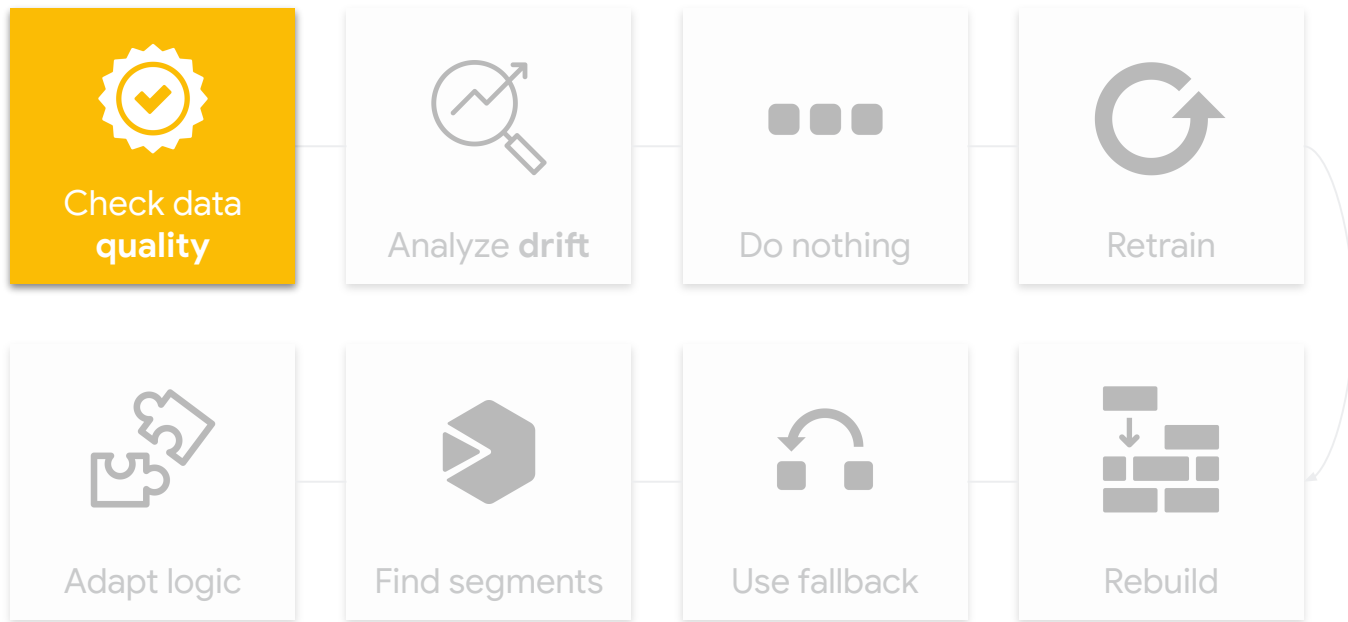 Check data
quality
Analyze drift
Do nothing
Retrain
Adapt logic
Find segments
Use fallback
Rebuild